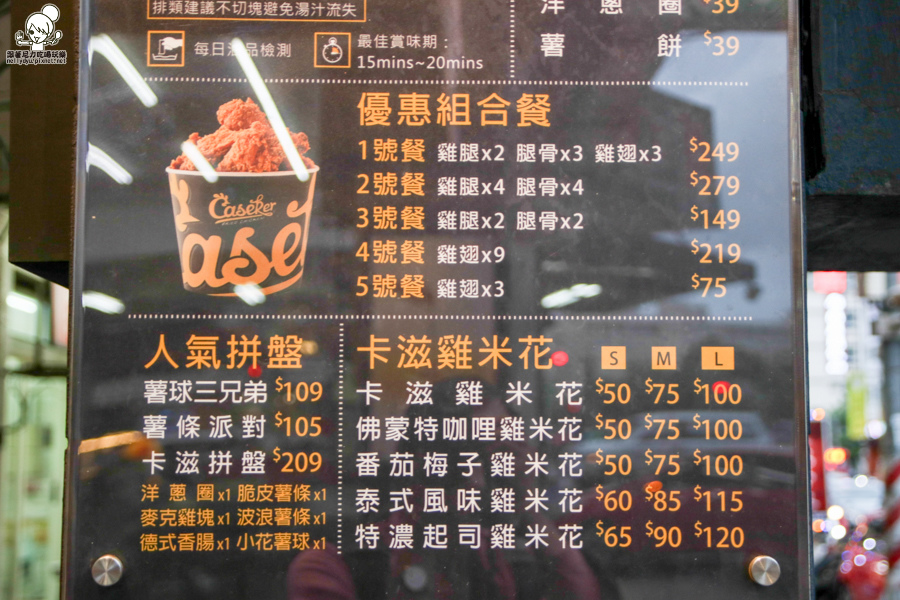 排類建議不切塊避免湯汁流失
每日油品檢測
最佳賞味期：
15mins~20mins
洋蔥圈 $39
薯餅 $39
優惠組合餐
1號餐 雞腿x2 腿骨x3 雞翅x3 $249
2號餐 雞腿x4 腿骨x4 $279
3號餐 雞腿x2 腿骨x2 $149
4號餐 雞翅x9 $219
5號餐 雞翅x3 $75
Caseker
人氣拼盤
薯球三兄弟 $109
薯條派對 $105
卡滋拼盤 $209
洋蔥圈x1 脆皮薯條x1
麥克雞塊x1 波浪薯條x1
德式香腸x1 小花薯球x1
卡滋雞米花 S M L
卡滋雞米花 $50 $75 $100
佛蒙特咖哩雞米花 $50 $75 $100
番茄梅子雞米花 $50 $75 $100
泰式風味雞米花 $60 $85 $115
特濃起司雞米花 $65 $90 $120